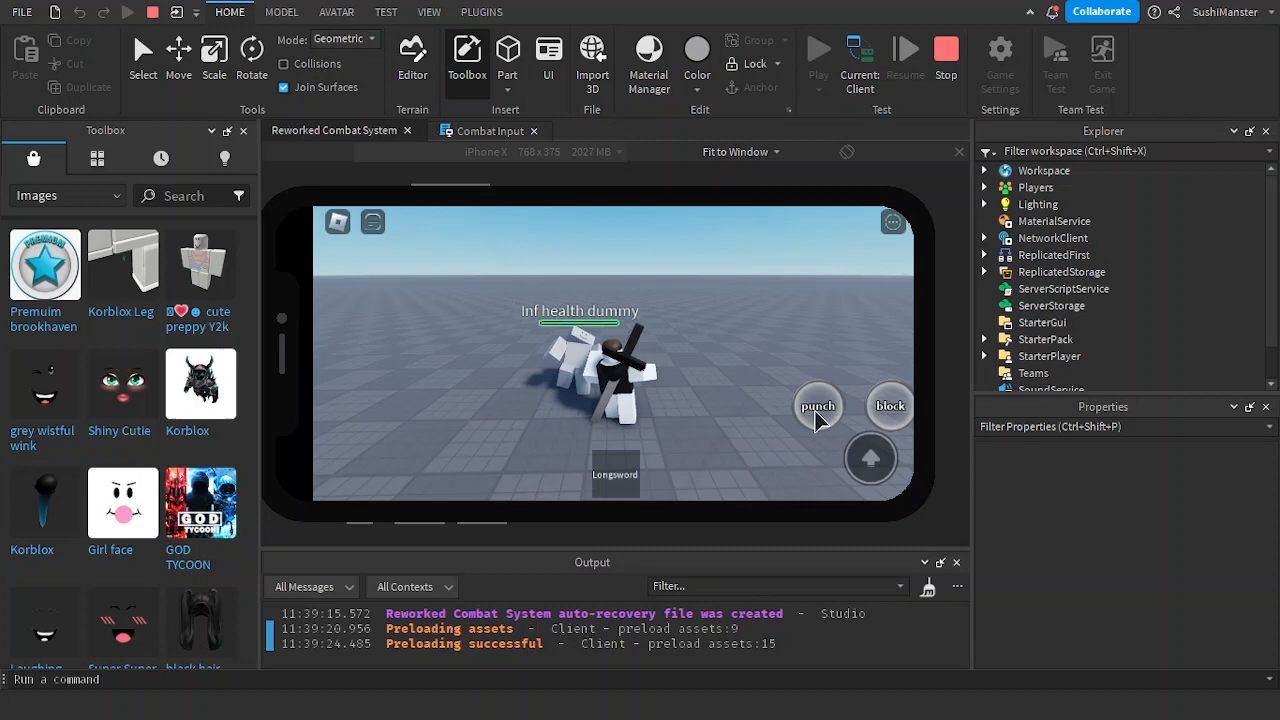 FILE
HOME
MODEL
AVATAR
TEST
VIEW
PLUGINS
Collaborate
SushiManster
Paste
Copy
Cut
Duplicate
Clipboard
Select
Move
Scale
Rotate
Mode: Geometric
Collisions
Join Surfaces
Tools
Editor
Terrain
Toolbox
Part
UI
Insert
Import
3D
File
Material
Manager
Color
Group
Lock
Anchor
Edit
Play
Current:
Client
Resume
Stop
Test
Game
Settings
Settings
Team
Test
Exit
Game
Team Test
Toolbox
Images
Search
PREMIUM
Premuim
brookhaven
Korblox Leg
cute
preppy Y2k
grey wistful
wink
Shiny Cutie
Korblox
Korblox
Girl face
GOD
TYCOON
GOD
TYCOON
Laughing
Super Super
black hair
Reworked Combat System
Combat Input
iPhone X 768x375 2027 MB
Fit to Window
Inf health dummy
punch
block
Longsword
Output
All Messages
All Contexts
Filter...
11:39:15.572 Reworked Combat System auto-recovery file was created - Studio
11:39:20.956 Preloading assets - Client - preload assets:9
11:39:24.485 Preloading successful - Client - preload assets:15
Explorer
Filter workspace (Ctrl+Shift+X)
Workspace
Players
Lighting
MaterialService
NetworkClient
ReplicatedFirst
ReplicatedStorage
ServerScriptService
ServerStorage
StarterGui
StarterPack
StarterPlayer
Teams
SoundService
Properties
Filter Properties (Ctrl+Shift+P)
Run a command